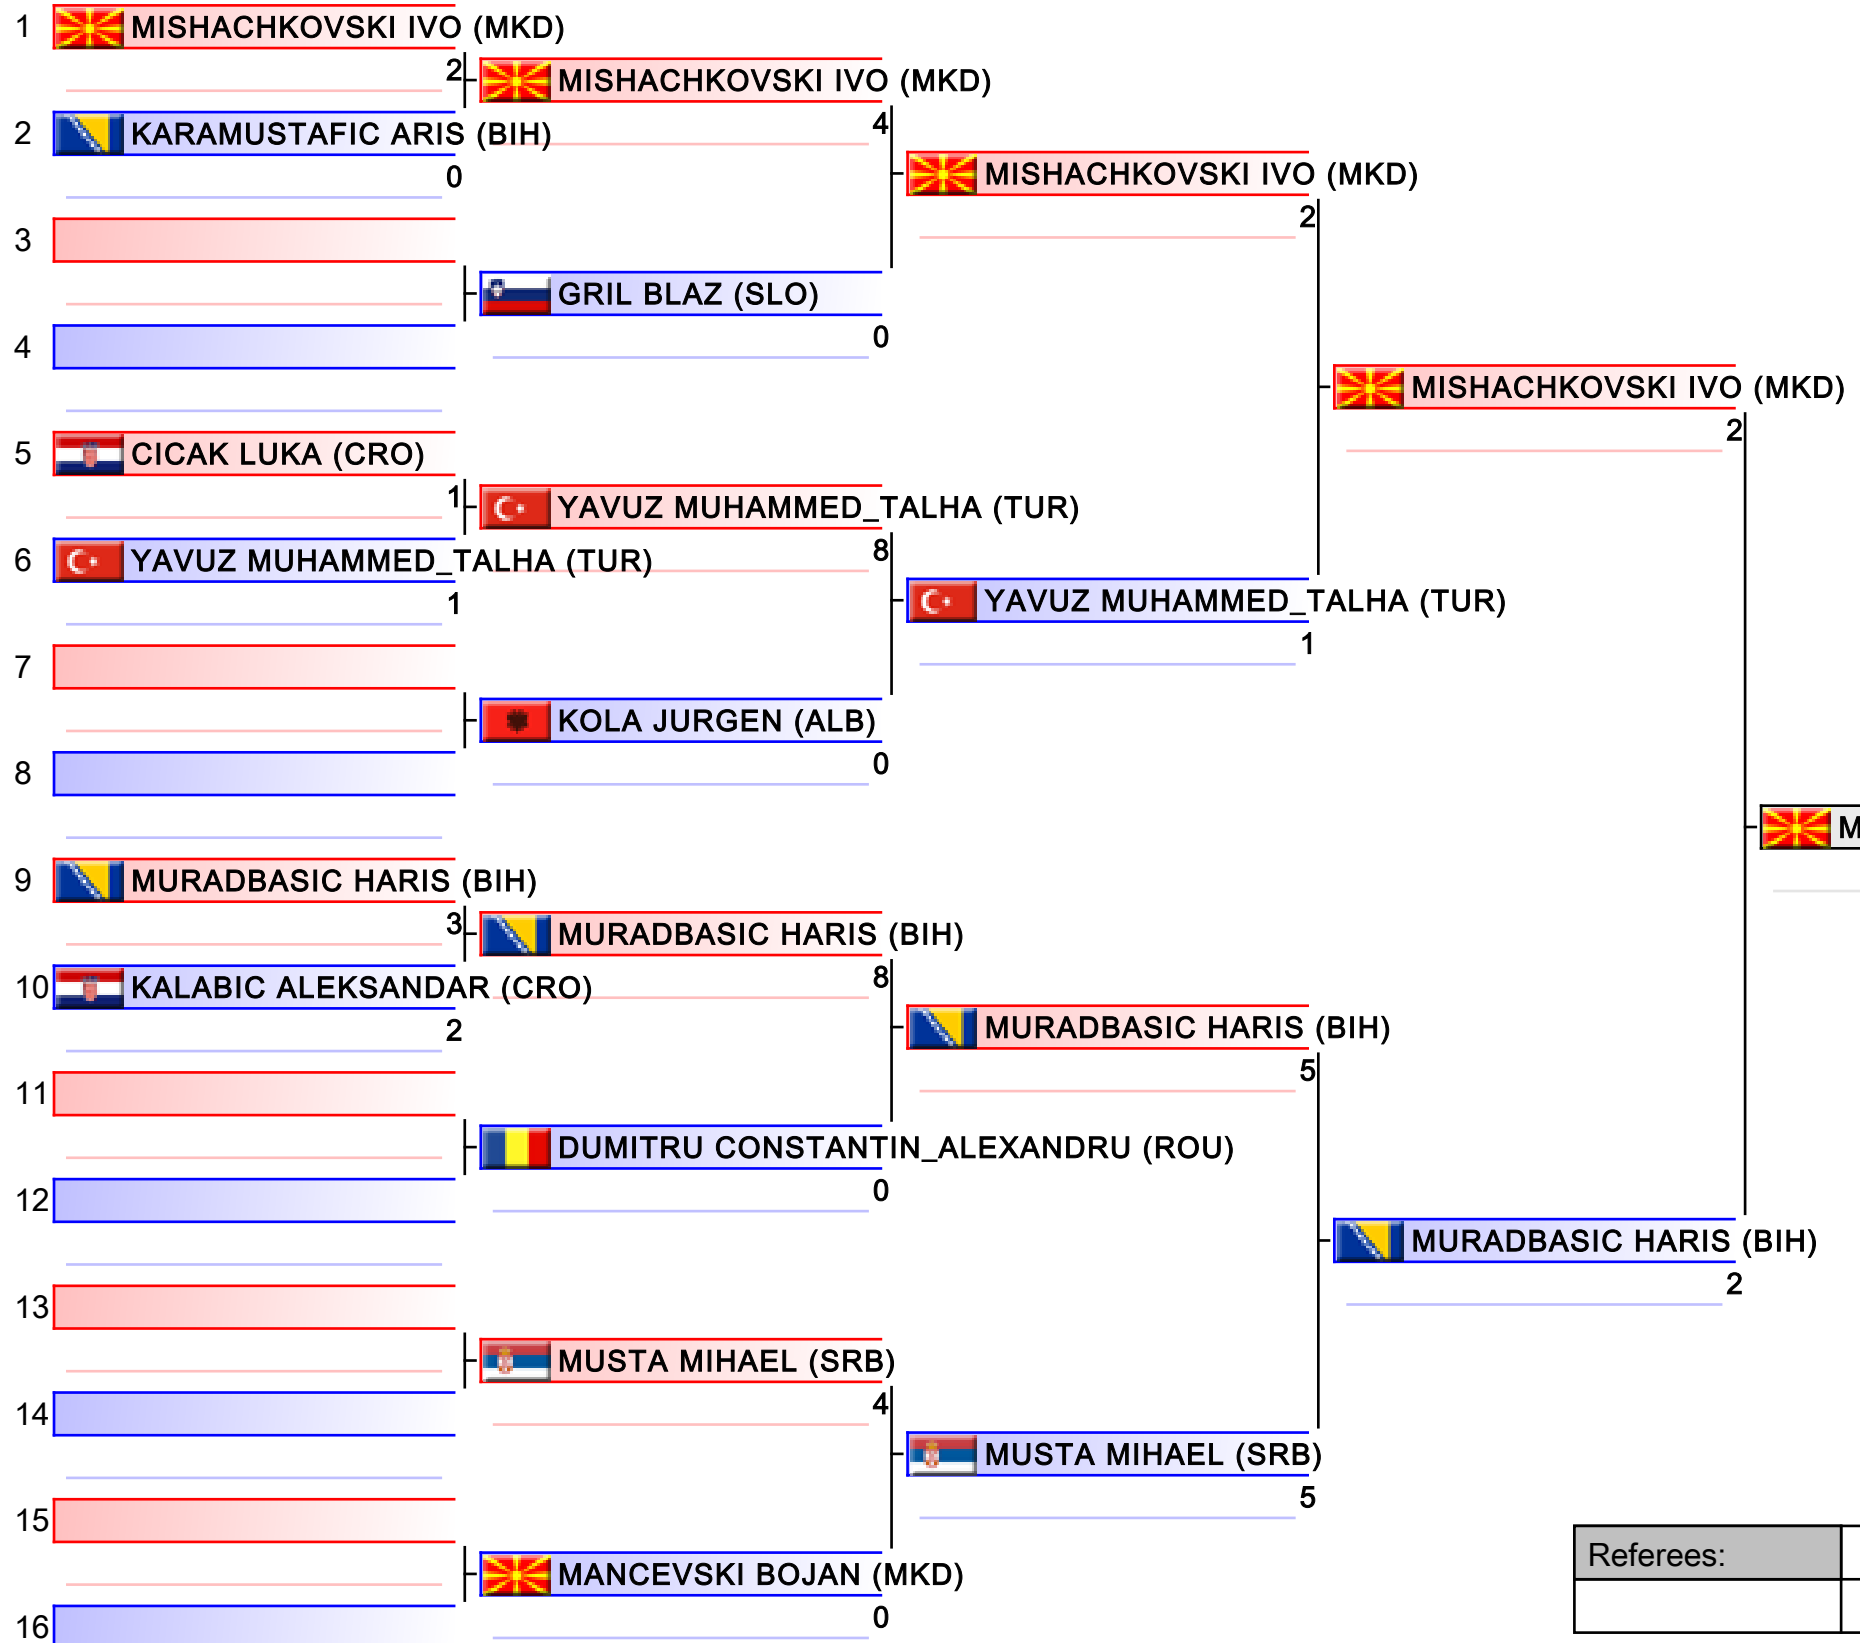 1 MISHACHKOVSKI IVO (MKD)
2 MISHACHKOVSKI IVO (MKD)
2 KARAMUSTAFIC ARIS (BIH)
4
0
MISHACHKOVSKI IVO (MKD)
2
3
GRIL BLAZ (SLO)
0
4
MISHACHKOVSKI IVO (MKD)
2
5 CICAK LUKA (CRO)
1 YAVUZ MUHAMMED_TALHA (TUR)
6 YAVUZ MUHAMMED_TALHA (TUR)
8
1
YAVUZ MUHAMMED_TALHA (TUR)
1
7
KOLA JURGEN (ALB)
0
8
M
9 MURADBASIC HARIS (BIH)
3 MURADBASIC HARIS (BIH)
10 KALABIC ALEKSANDAR (CRO)
8
2
MURADBASIC HARIS (BIH)
5
11
DUMITRU CONSTANTIN_ALEXANDRU (ROU)
0
12
MURADBASIC HARIS (BIH)
2
13
MUSTA MIHAEL (SRB)
4
14
MUSTA MIHAEL (SRB)
5
15
Referees:
MANCEVSKI BOJAN (MKD)
0
16